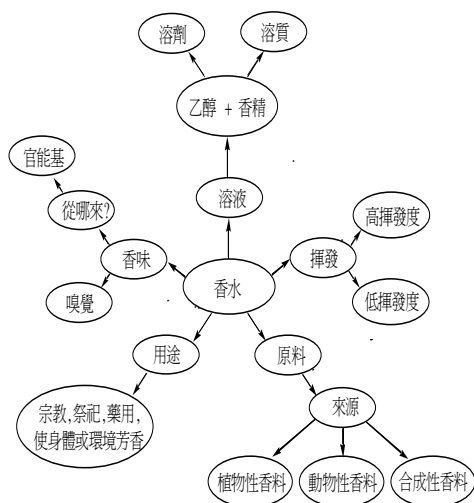 溶劑
溶質
乙醇 + 香精
官能基
溶液
從哪來?
高揮發度
香味
揮發
香水
嗅覺
低揮發度
用途
原料
宗教,祭祀,藥用,
使身體或環境芳香
來源
植物性香料
動物性香料
合成性香料